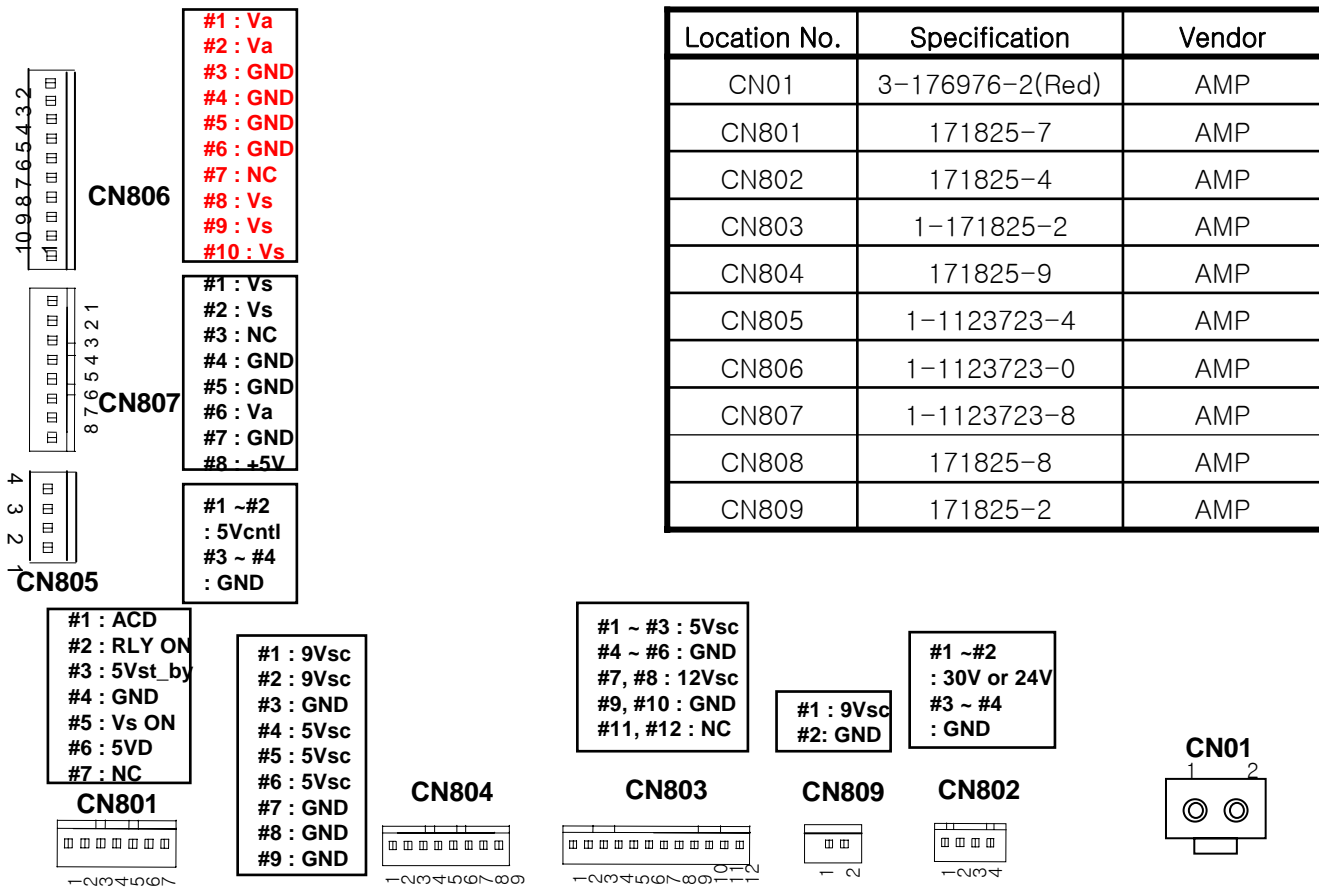 #1 : Va
#2 : Va
#3 : GND
#4 : GND
#5 : GND
#6 : GND
#7 : NC
#8 : Vs
#9 : Vs
#10 : Vs
10 9 8 7 6 5 4 3 2
1
CN806
#1 : Vs
#2 : Vs
#3 : NC
#4 : GND
#5 : GND
#6 : Va
#7 : GND
#8 : +5V
8 7 6 5 4 3 2 1
CN807
#1 ~#2
: 5Vcntl
#3 ~ #4
: GND
4 3 2 1
CN805
Location No. Specification Vendor
CN01 3-176976-2(Red) AMP
CN801 171825-7 AMP
CN802 171825-4 AMP
CN803 1-171825-2 AMP
CN804 171825-9 AMP
CN805 1-1123723-4 AMP
CN806 1-1123723-0 AMP
CN807 1-1123723-8 AMP
CN808 171825-8 AMP
CN809 171825-2 AMP
#1 : ACD
#2 : RLY ON
#3 : 5Vst_by
#4 : GND
#5 : Vs ON
#6 : 5VD
#7 : NC
CN801
1 2 3 4 5 6 7
#1 : 9Vsc
#2 : 9Vsc
#3 : GND
#4 : 5Vsc
#5 : 5Vsc
#6 : 5Vsc
#7 : GND
#8 : GND
#9 : GND
CN804
1 2 3 4 5 6 7 8 9
#1 ~ #3 : 5Vsc
#4 ~ #6 : GND
#7, #8 : 12Vsc
#9, #10 : GND
#11, #12 : NC
CN803
1 2 3 4 5 6 7 8 9 10 11 12
#1 : 9Vsc
#2: GND
CN809
1 2
#1 ~#2
: 30V or 24V
#3 ~ #4
: GND
CN802
1 2 3 4
CN01
1 2